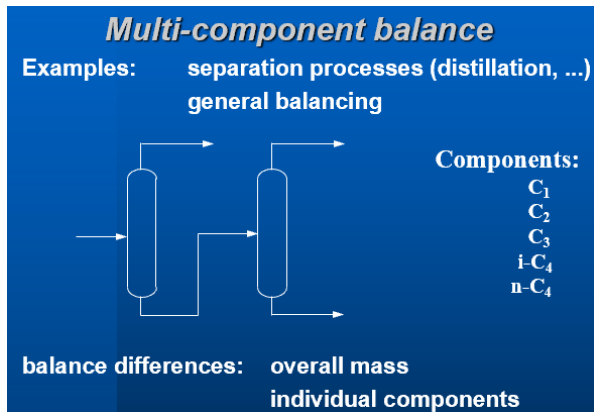 Multi-component balance
Examples: separation processes (distillation, ...)
general balancing
Components:
C₁
C₂
C₃
i-C₄
n-C₄
balance differences: overall mass
individual components